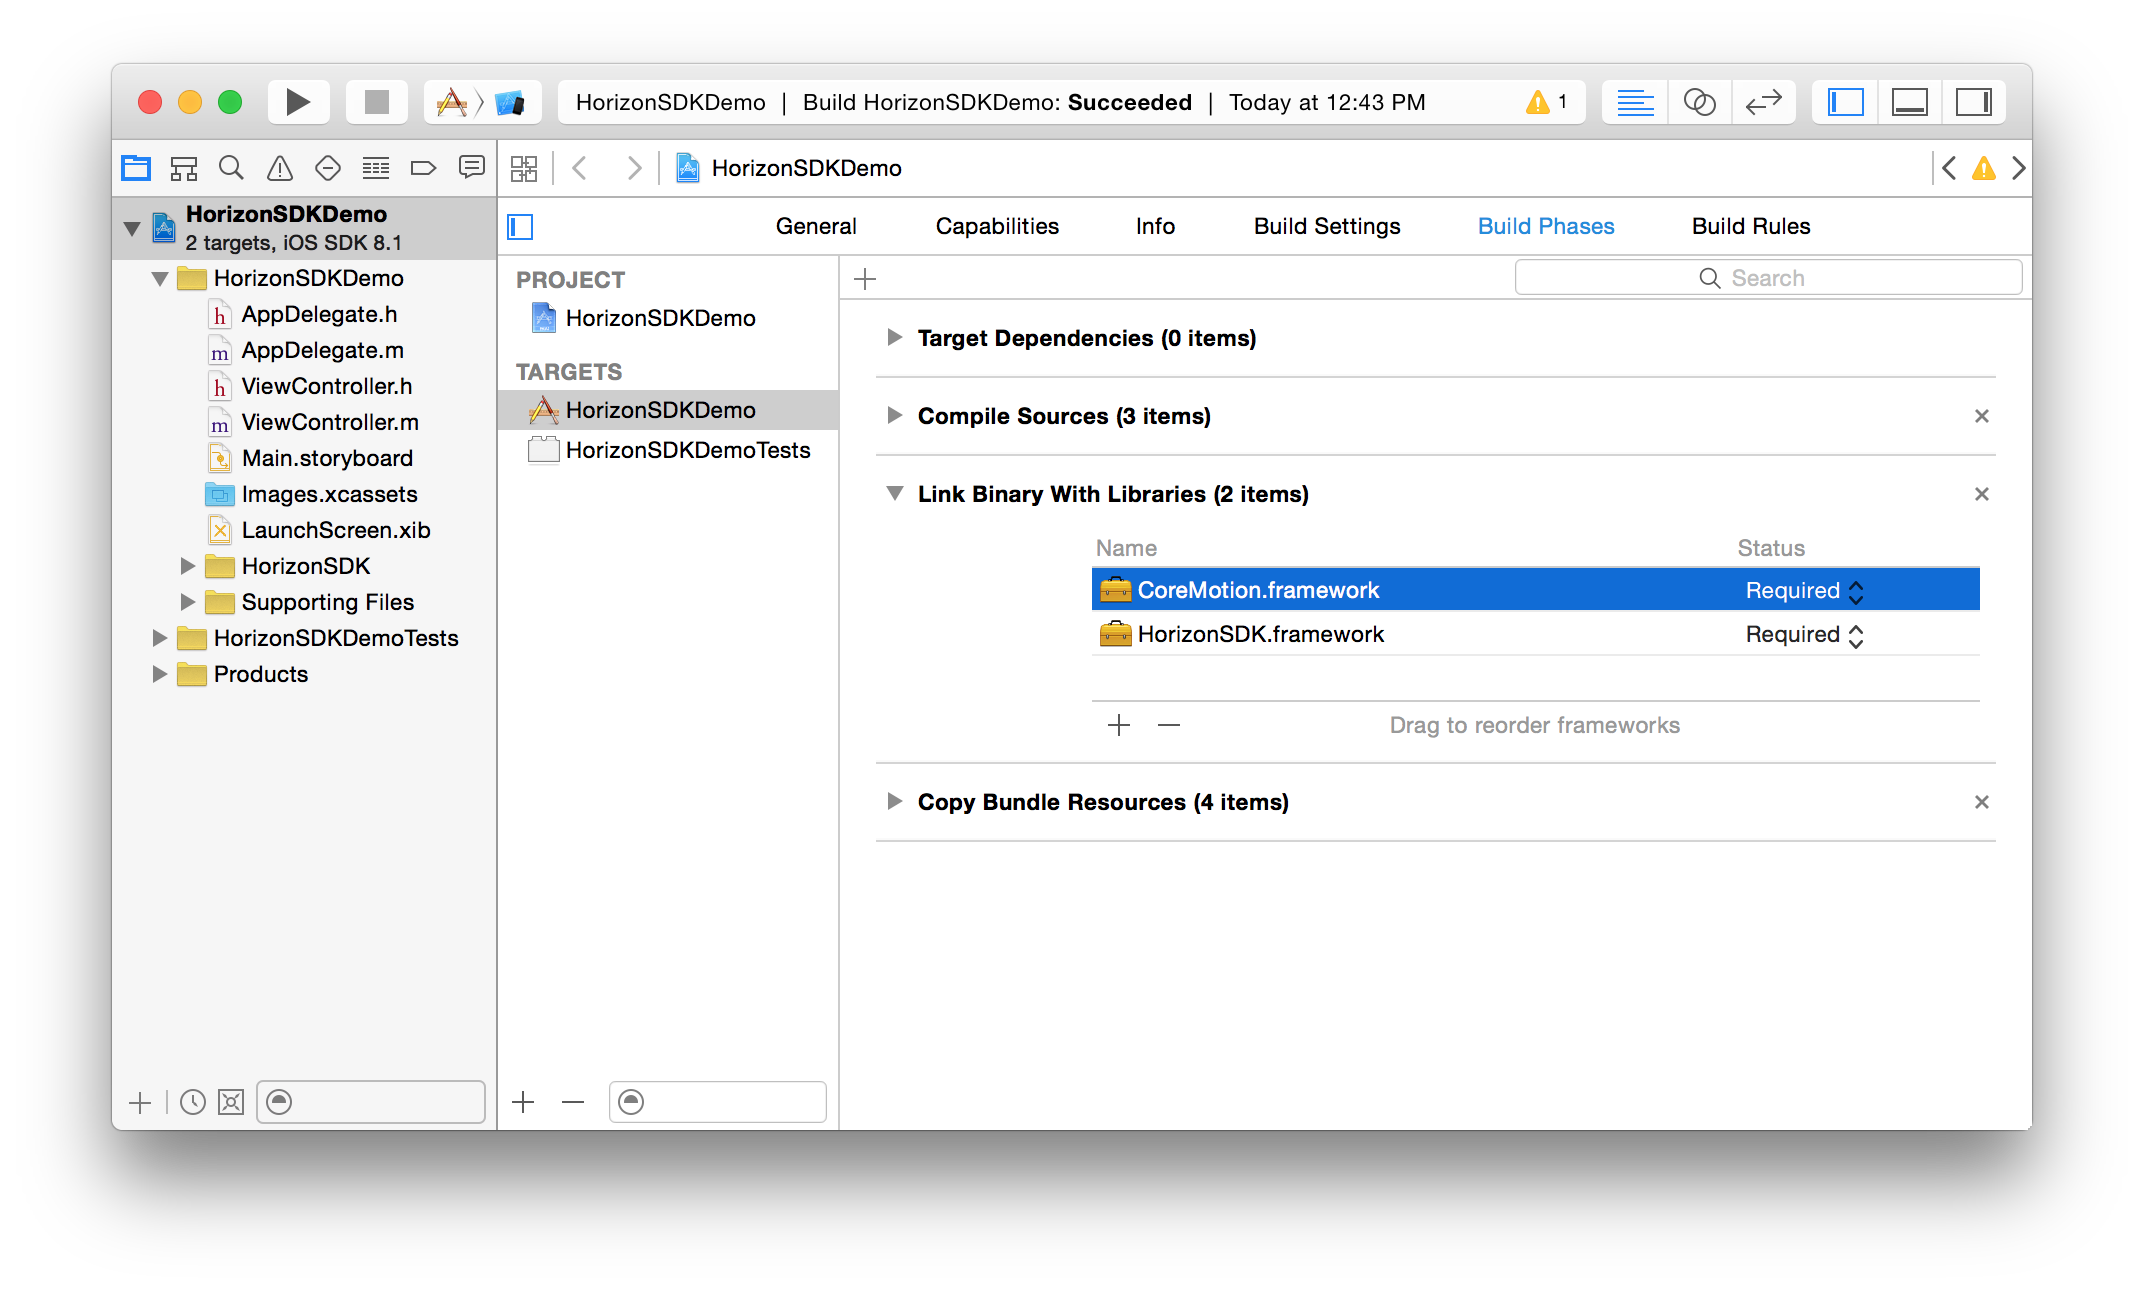 HorizonSDKDemo | Build HorizonSDKDemo: Succeeded | Today at 12:43 PM 1
HorizonSDKDemo
HorizonSDKDemo
2 targets, iOS SDK 8.1
HorizonSDKDemo
h AppDelegate.h
m AppDelegate.m
h ViewController.h
m ViewController.m
Main.storyboard
Images.xcassets
LaunchScreen.xib
HorizonSDK
Supporting Files
HorizonSDKDemoTests
Products
General Capabilities Info Build Settings Build Phases Build Rules
PROJECT
HorizonSDKDemo
TARGETS
HorizonSDKDemo
HorizonSDKDemoTests
Search
Target Dependencies (0 items)
Compile Sources (3 items)
Link Binary With Libraries (2 items)
Name Status
CoreMotion.framework Required
HorizonSDK.framework Required
Drag to reorder frameworks
Copy Bundle Resources (4 items)